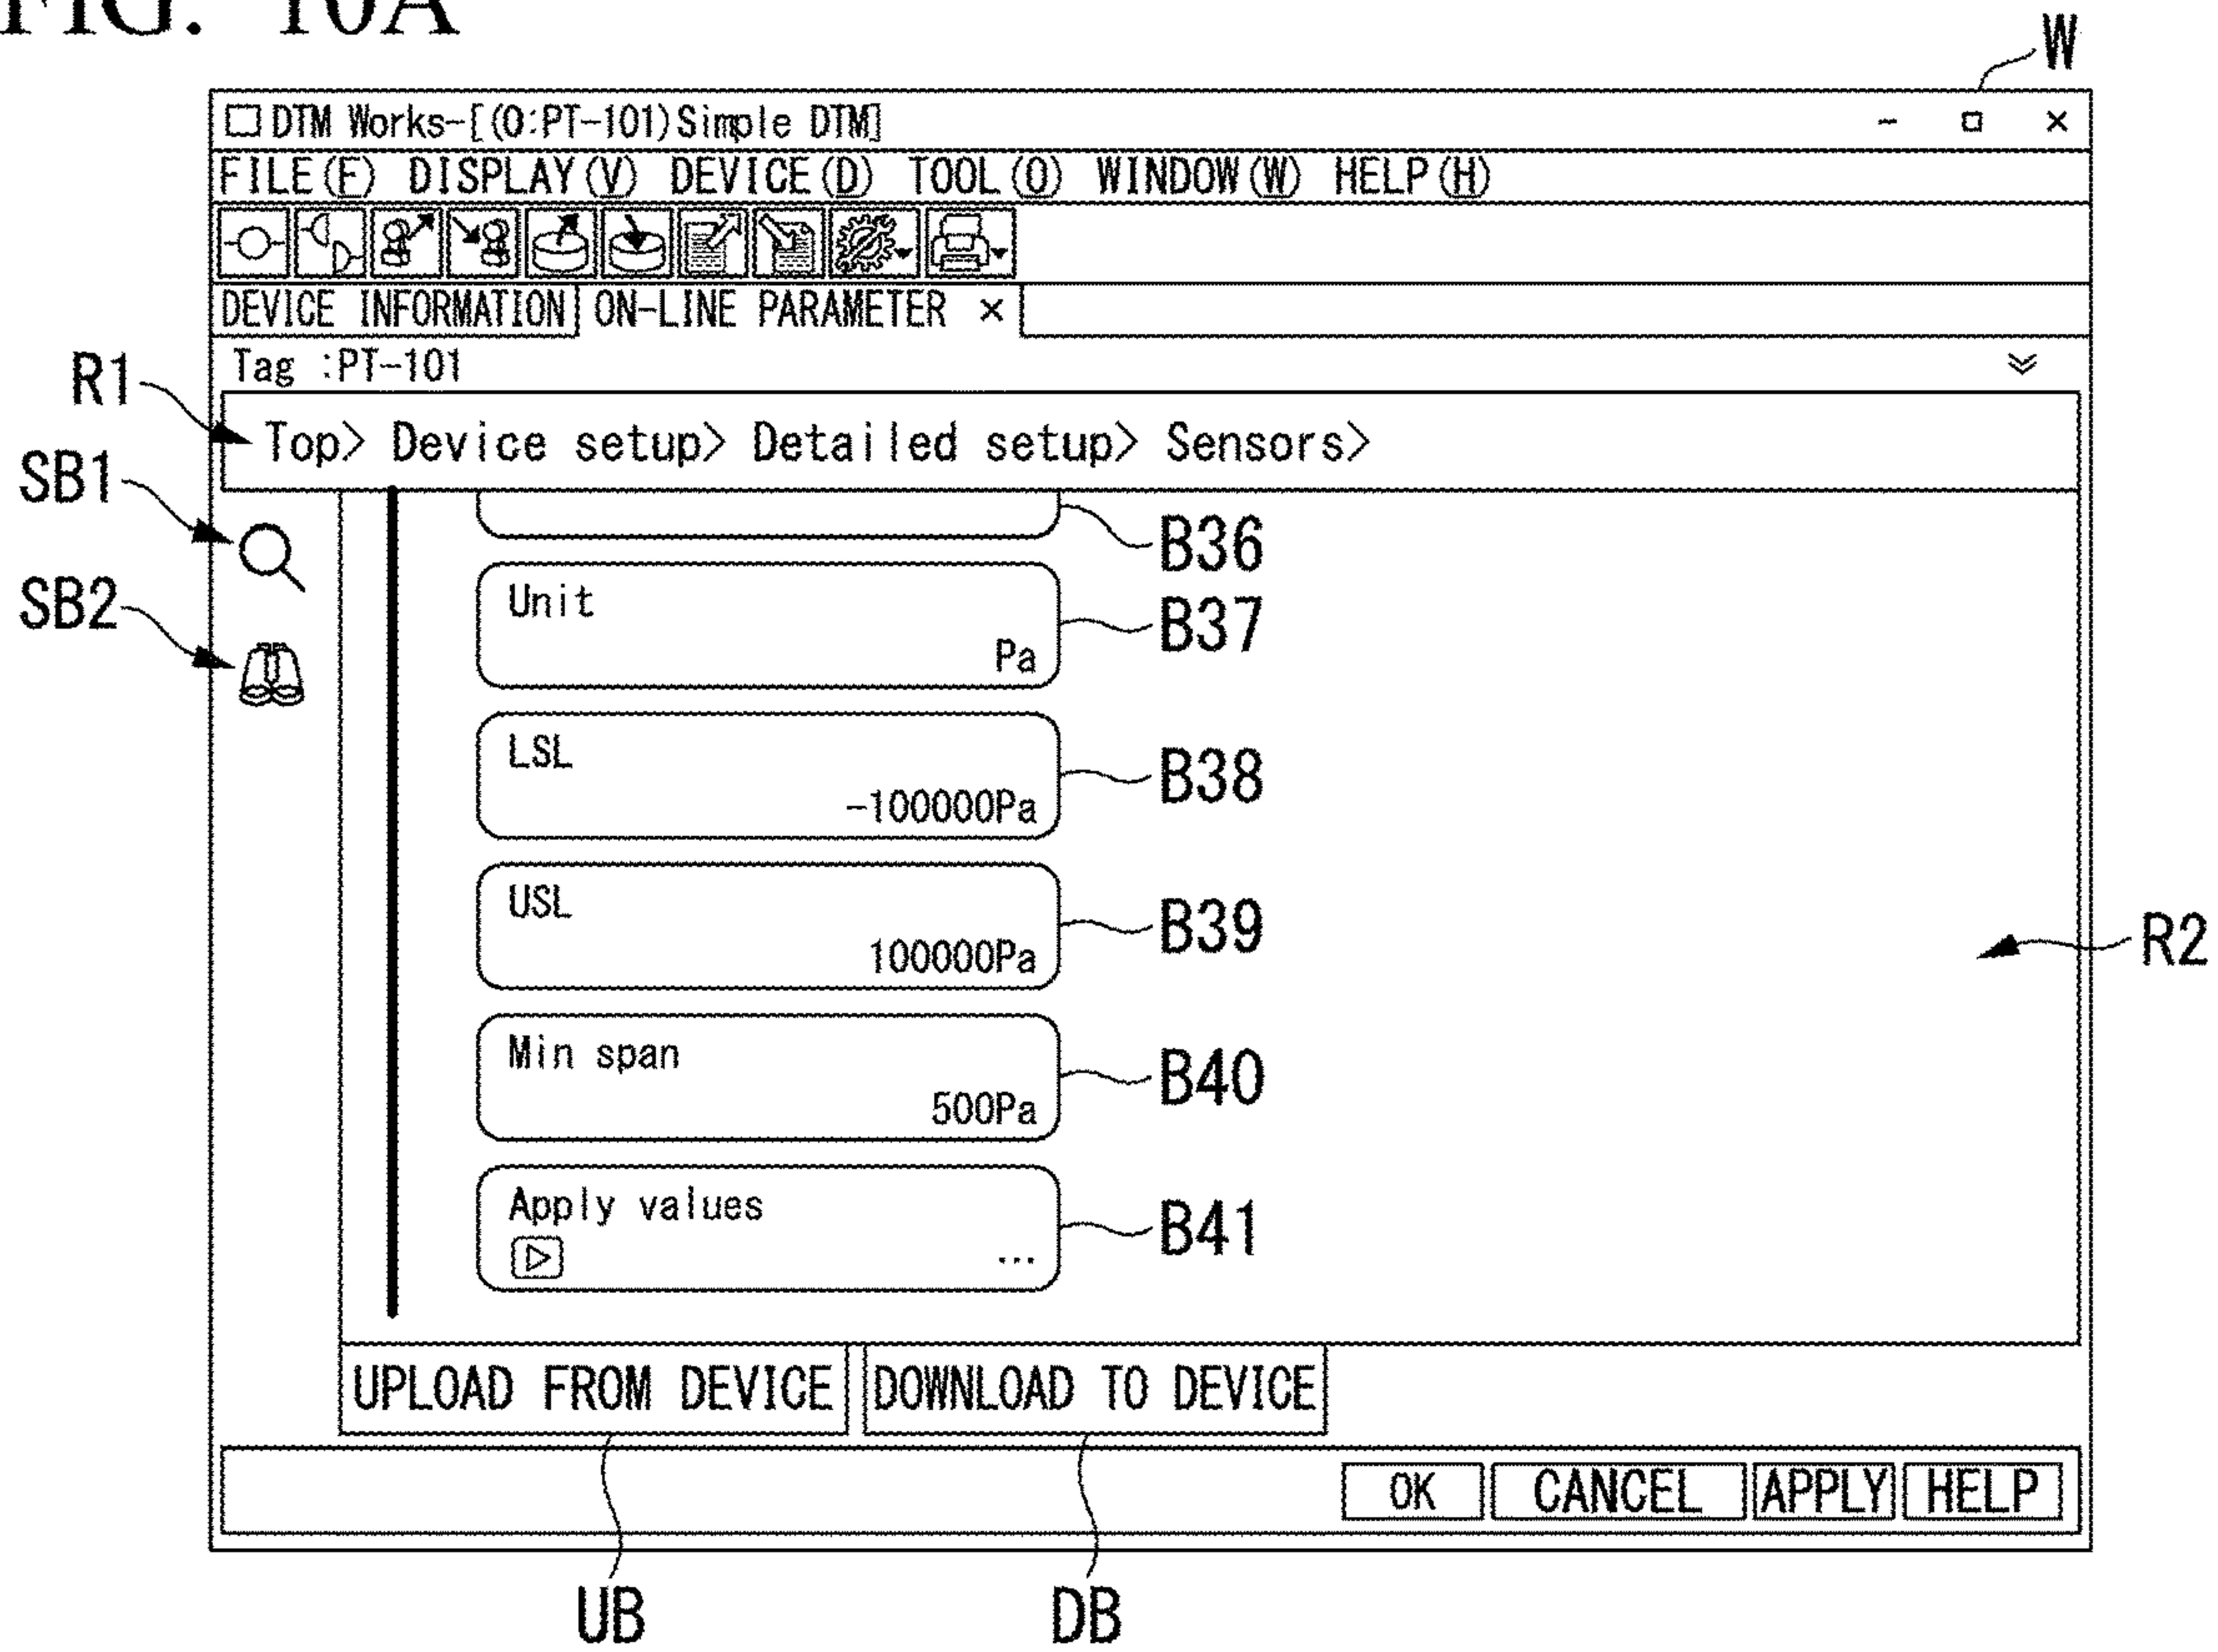 FIG. 10A
W
DTM Works-[(O:PT-101)Simple DTM]
FILE(F) DISPLAY(V) DEVICE(D) TOOL(O) WINDOW(W) HELP(H)
DEVICE INFORMATION ON-LINE PARAMETER ×
Tag :PT-101
R1
Top> Device setup> Detailed setup> Sensors>
SB1
B36
SB2
Unit
Pa
B37
LSL
-100000Pa
B38
USL
100000Pa
B39
R2
Min span
500Pa
B40
Apply values
...
B41
UPLOAD FROM DEVICE DOWNLOAD TO DEVICE
OK CANCEL APPLY HELP
UB DB